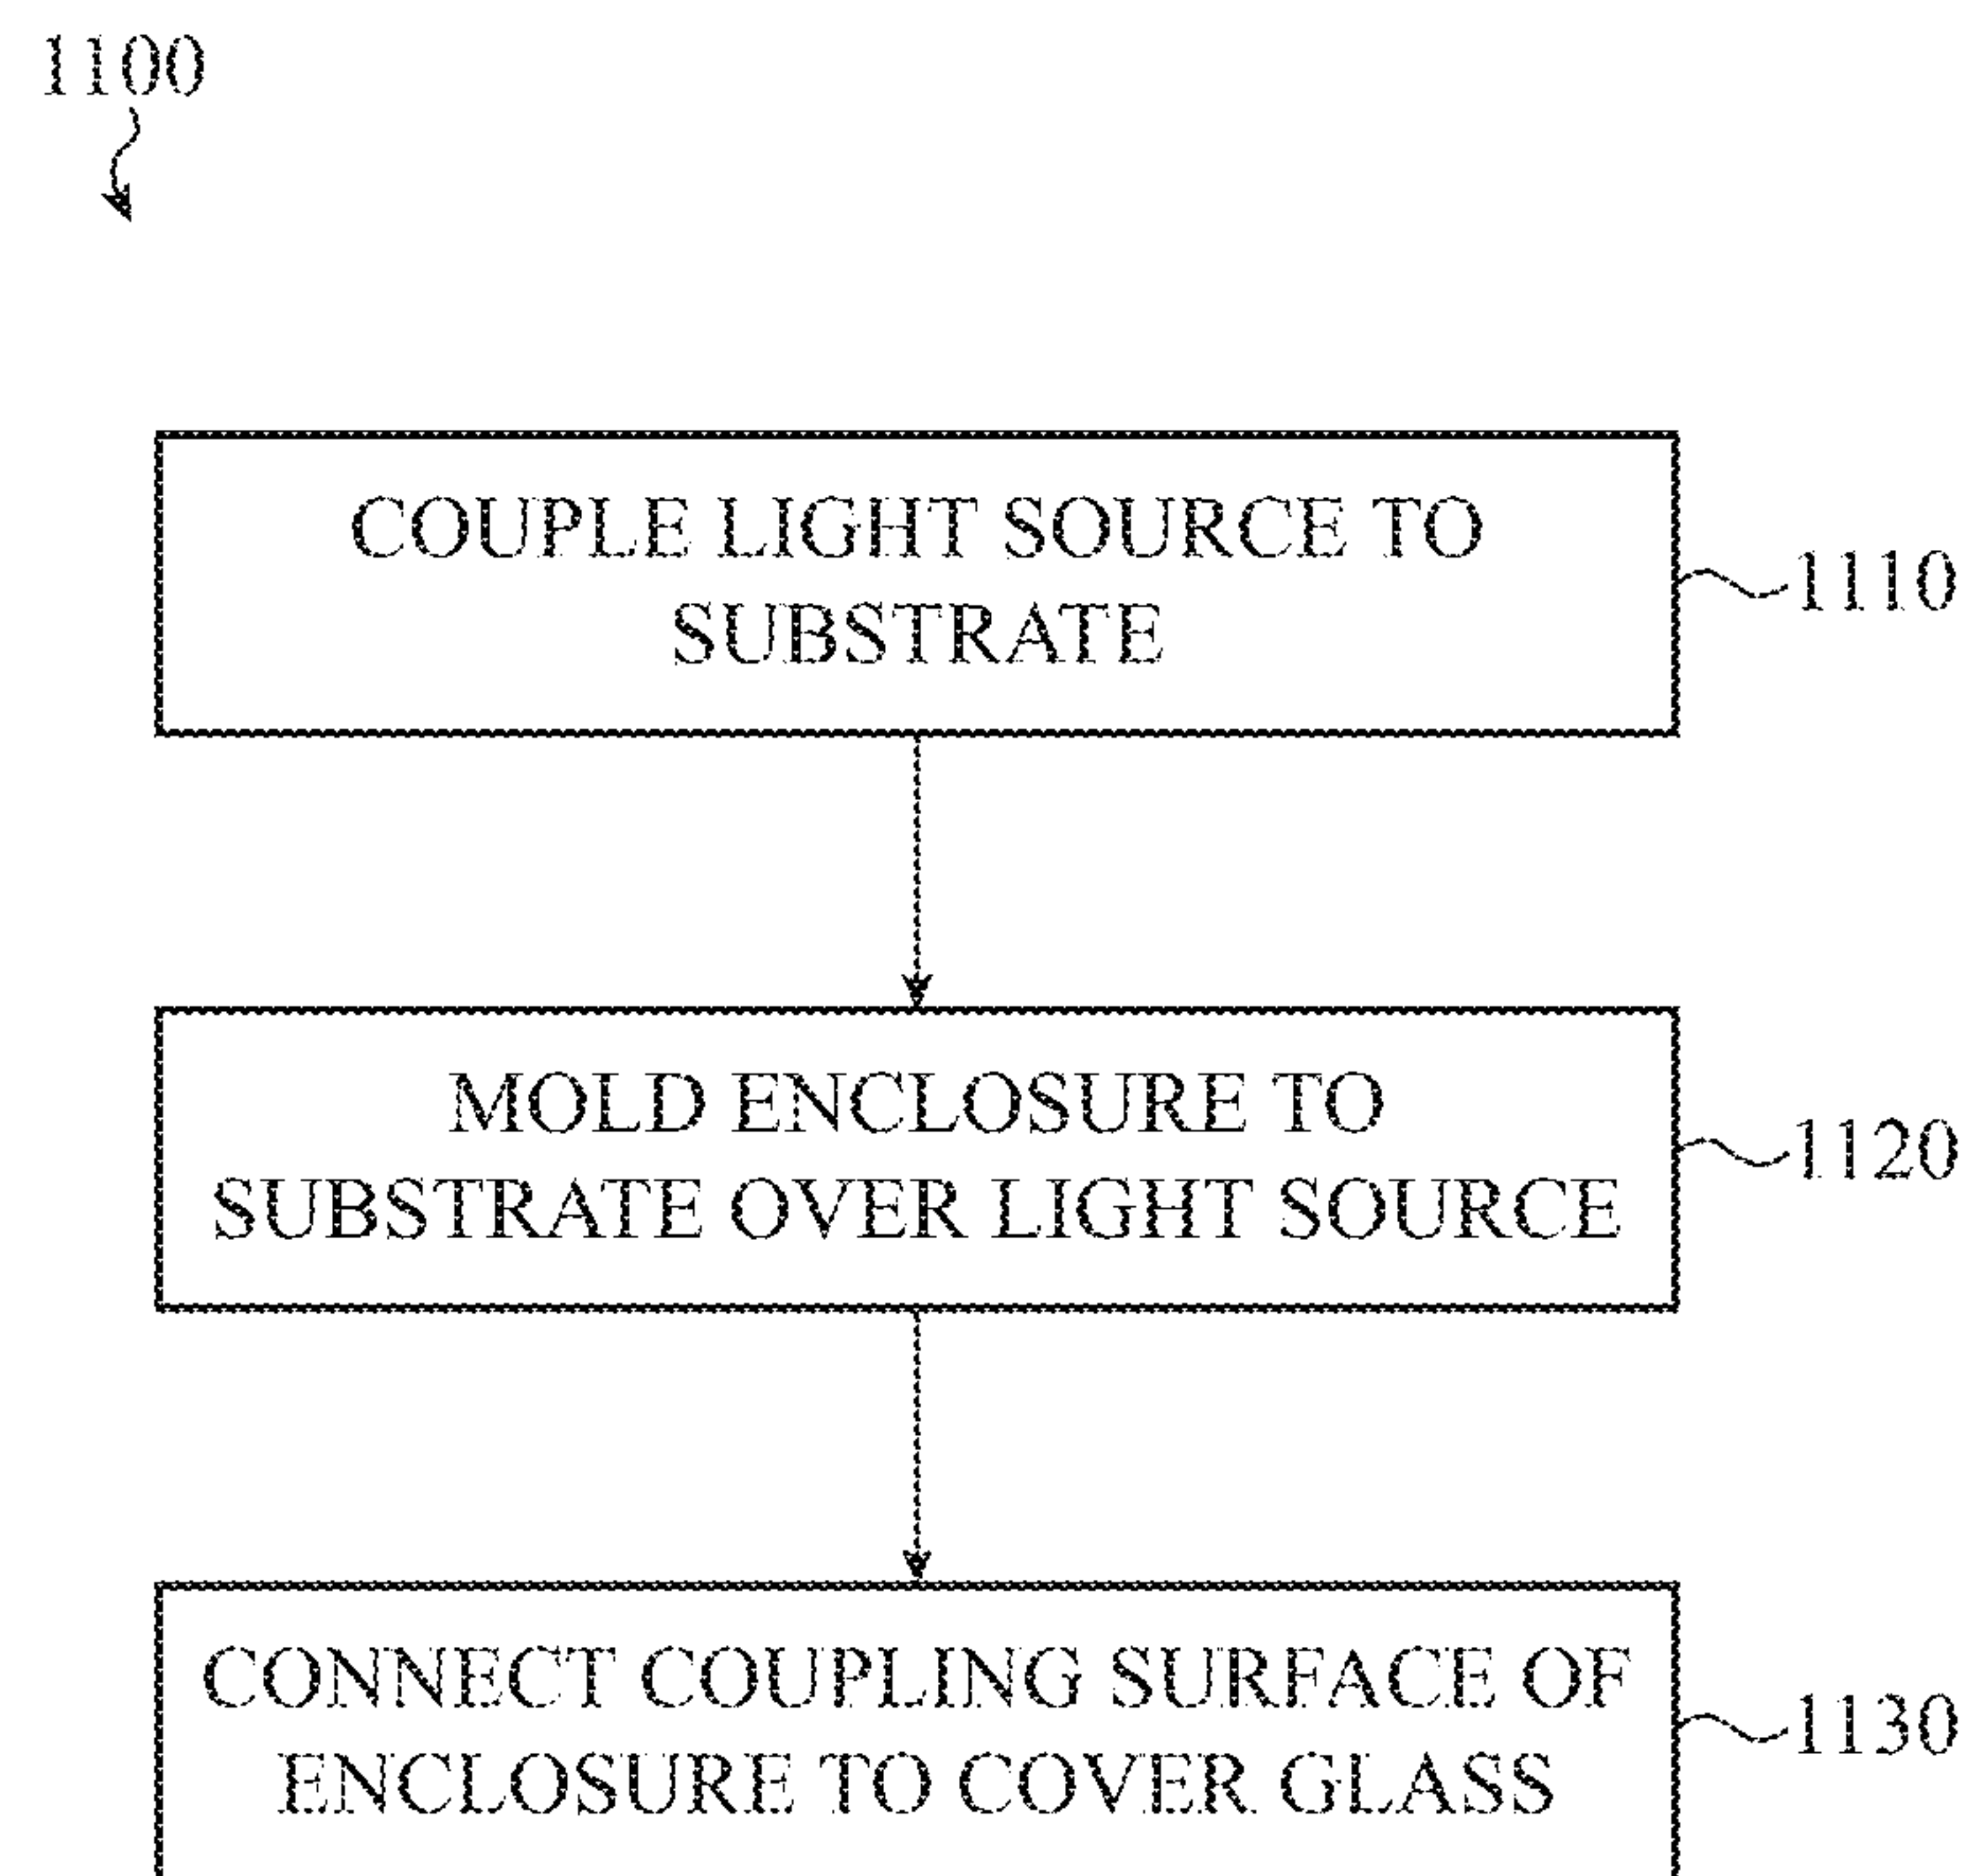 1100
COUPLE LIGHT SOURCE TO
SUBSTRATE
1110
MOLD ENCLOSURE TO
SUBSTRATE OVER LIGHT SOURCE
1120
CONNECT COUPLING SURFACE OF
ENCLOSURE TO COVER GLASS
1130